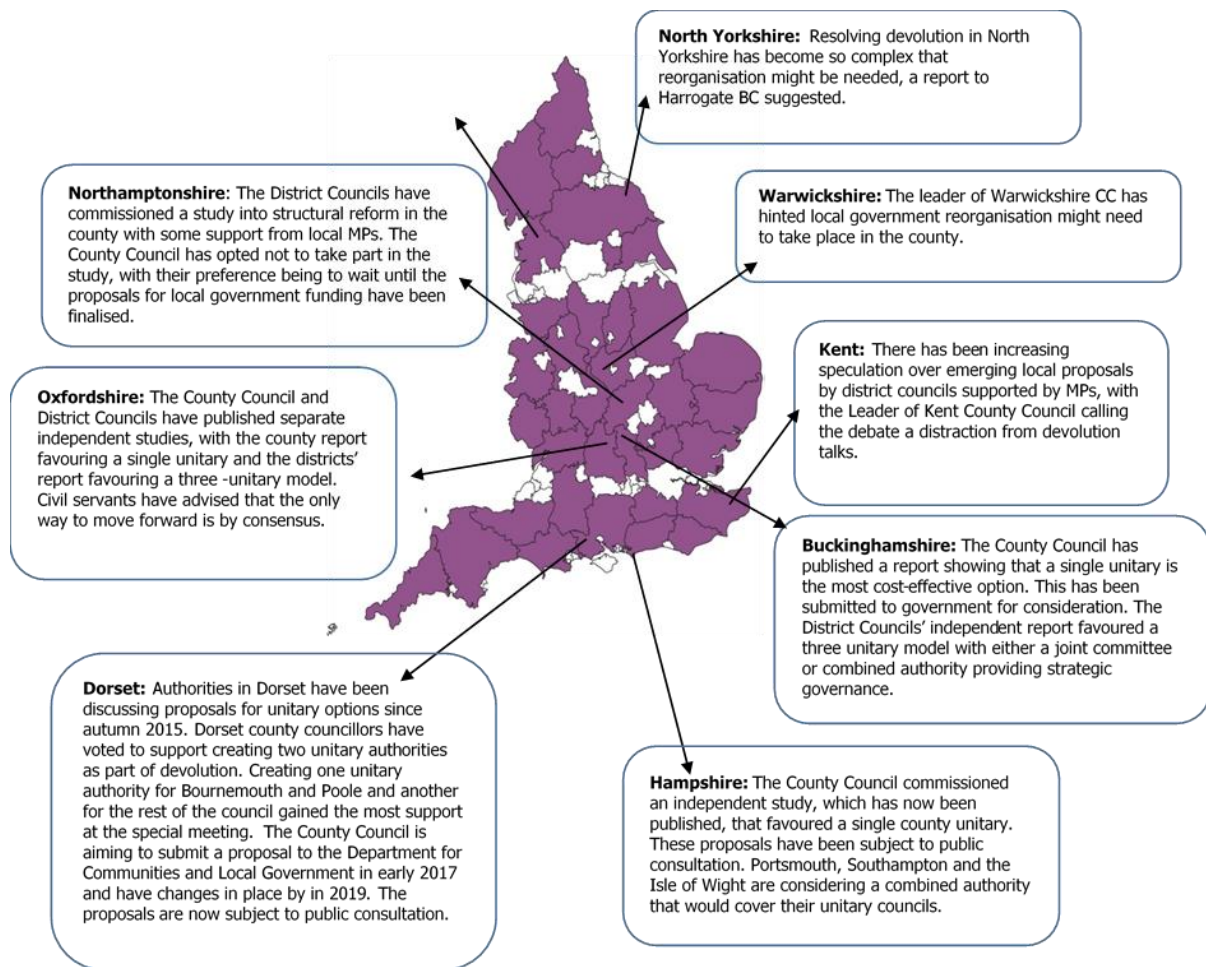 North Yorkshire: Resolving devolution in North
Yorkshire has become so complex that
reorganisation might be needed, a report to
Harrogate BC suggested.
Northamptonshire: The District Councils have
commissioned a study into structural reform in the
county with some support from local MPs. The
County Council has opted not to take part in the
study, with their preference being to wait until the
proposals for local government funding have been
finalised.
Warwickshire: The leader of Warwickshire CC has
hinted local government reorganisation might need
to take place in the county.
Kent: There has been increasing
speculation over emerging local proposals
by district councils supported by MPs, with
the Leader of Kent County Council calling
the debate a distraction from devolution
talks.
Oxfordshire: The County Council and
District Councils have published separate
independent studies, with the county report
favouring a single unitary and the districts'
report favouring a three -unitary model.
Civil servants have advised that the only
way to move forward is by consensus.
Buckinghamshire: The County Council has
published a report showing that a single unitary is
the most cost-effective option. This has been
submitted to government for consideration. The
District Councils' independent report favoured a
three unitary model with either a joint committee
or combined authority providing strategic
governance.
Dorset: Authorities in Dorset have been
discussing proposals for unitary options since
autumn 2015. Dorset county councillors have
voted to support creating two unitary authorities
as part of devolution. Creating one unitary
authority for Bournemouth and Poole and another
for the rest of the council gained the most support
at the special meeting. The County Council is
aiming to submit a proposal to the Department for
Communities and Local Government in early 2017
and have changes in place by in 2019. The
proposals are now subject to public consultation.
Hampshire: The County Council commissioned
an independent study, which has now been
published, that favoured a single county unitary.
These proposals have been subject to public
consultation. Portsmouth, Southampton and the
Isle of Wight are considering a combined authority
that would cover their unitary councils.